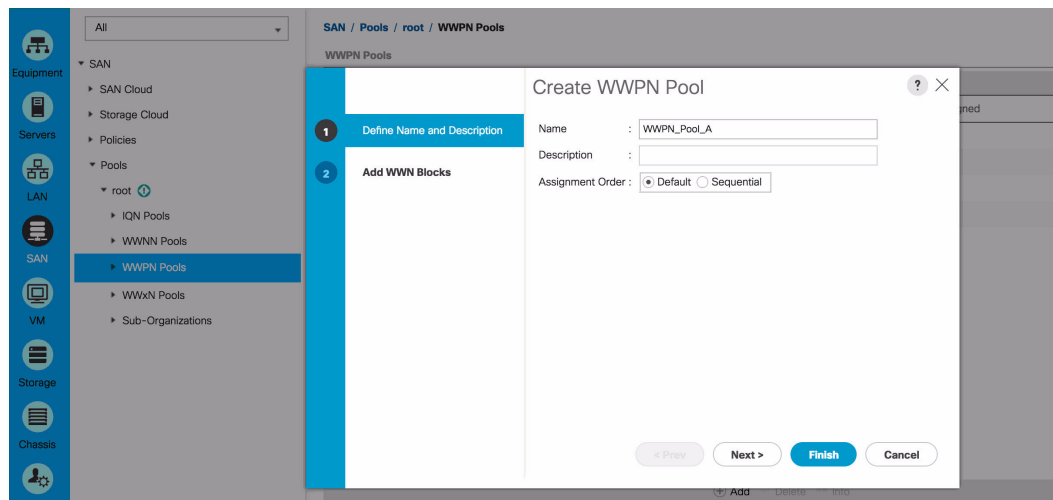 All
SAN / Pools / root / WWPN Pools
WWPN Pools
Equipment
Servers
LAN
SAN
VM
Storage
Chassis
SAN
SAN Cloud
Storage Cloud
Policies
Pools
root
IQN Pools
WWNN Pools
WWPN Pools
WWxN Pools
Sub-Organizations
Create WWPN Pool
?
1 Define Name and Description
2 Add WWN Blocks
Name : WWPN_Pool_A
Description :
Assignment Order : Default Sequential
gned
< Prev Next > Finish Cancel
Add Delete Info